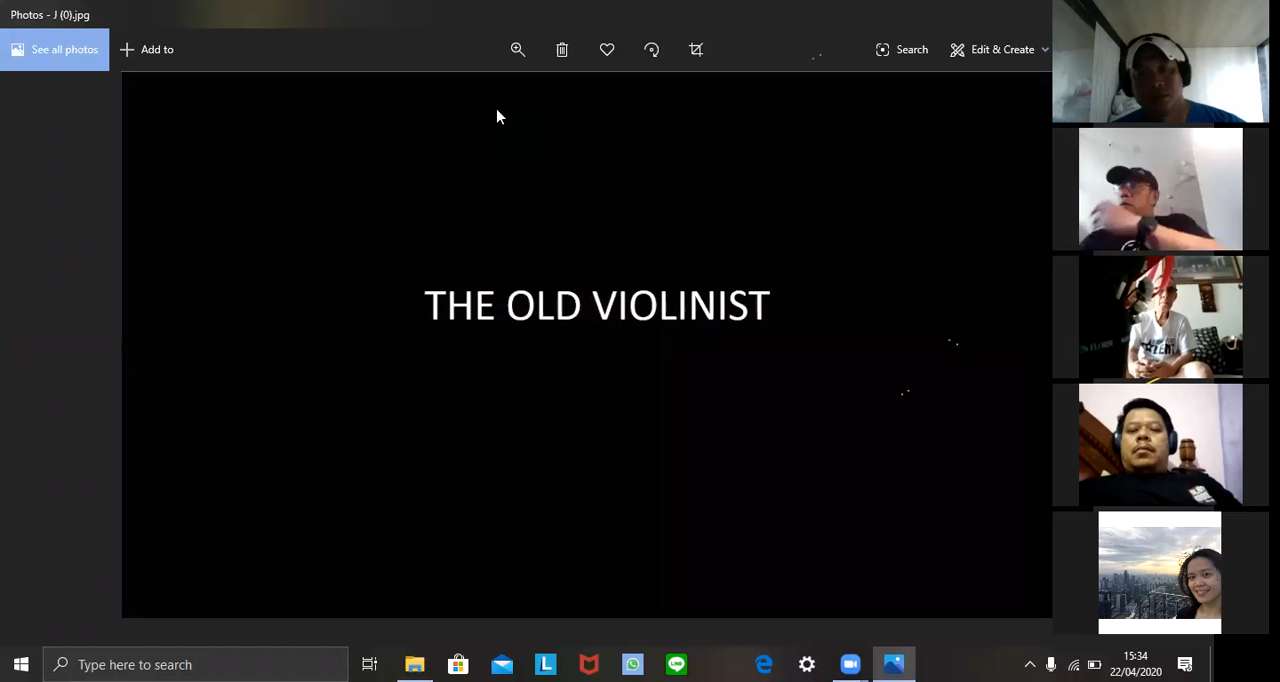 Photos - J (0).jpg
See all photos
Add to
Search
Edit & Create
THE OLD VIOLINIST
Type here to search
15:34
22/04/2020